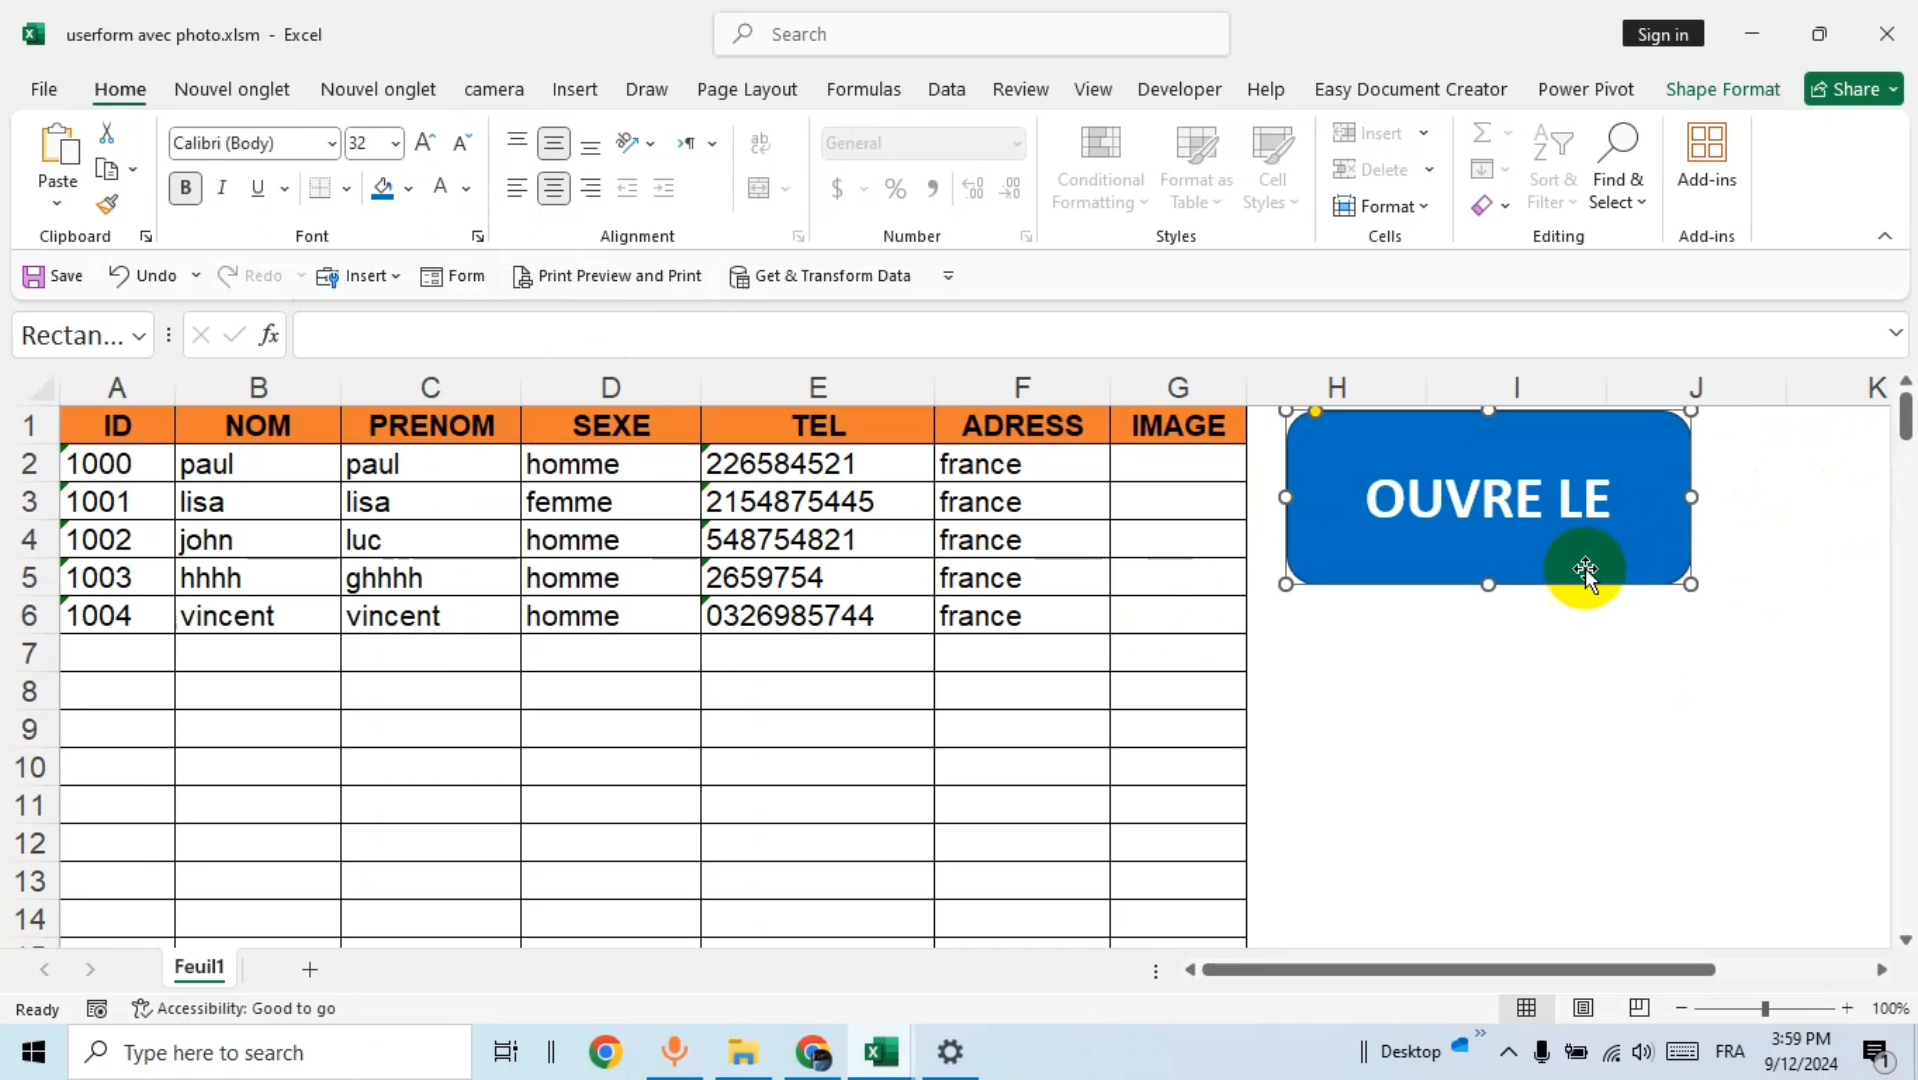 userform avec photo.xlsm - Excel
Search
Sign in
File Home Nouvel onglet Nouvel onglet camera Insert Draw Page Layout Formulas Data Review View Developer Help Easy Document Creator Power Pivot Shape Format Share
Paste
Clipboard
Calibri (Body) 32 A A
B I U A
Font
ab
Alignment
General
$ % 9 .00
Number
Conditional Formatting
Format as Table
Cell Styles
Styles
Insert
Delete
Format
Cells
Sort & Filter
Find & Select
Editing
Add-ins
Add-ins
Save Undo Redo Insert Form Print Preview and Print Get & Transform Data
Rectan... fx
A B C D E F G H I J K
1 ID NOM PRENOM SEXE TEL ADRESS IMAGE
2 1000 paul paul homme 226584521 france
3 1001 lisa lisa femme 2154875445 france
4 1002 john luc homme 548754821 france
5 1003 hhhh ghhhh homme 2659754 france
6 1004 vincent vincent homme 0326985744 france
7
8
9
10
11
12
13
14
OUVRE LE
Feuil1
Ready Accessibility: Good to go 100%
Type here to search
Desktop FRA
3:59 PM
9/12/2024
1